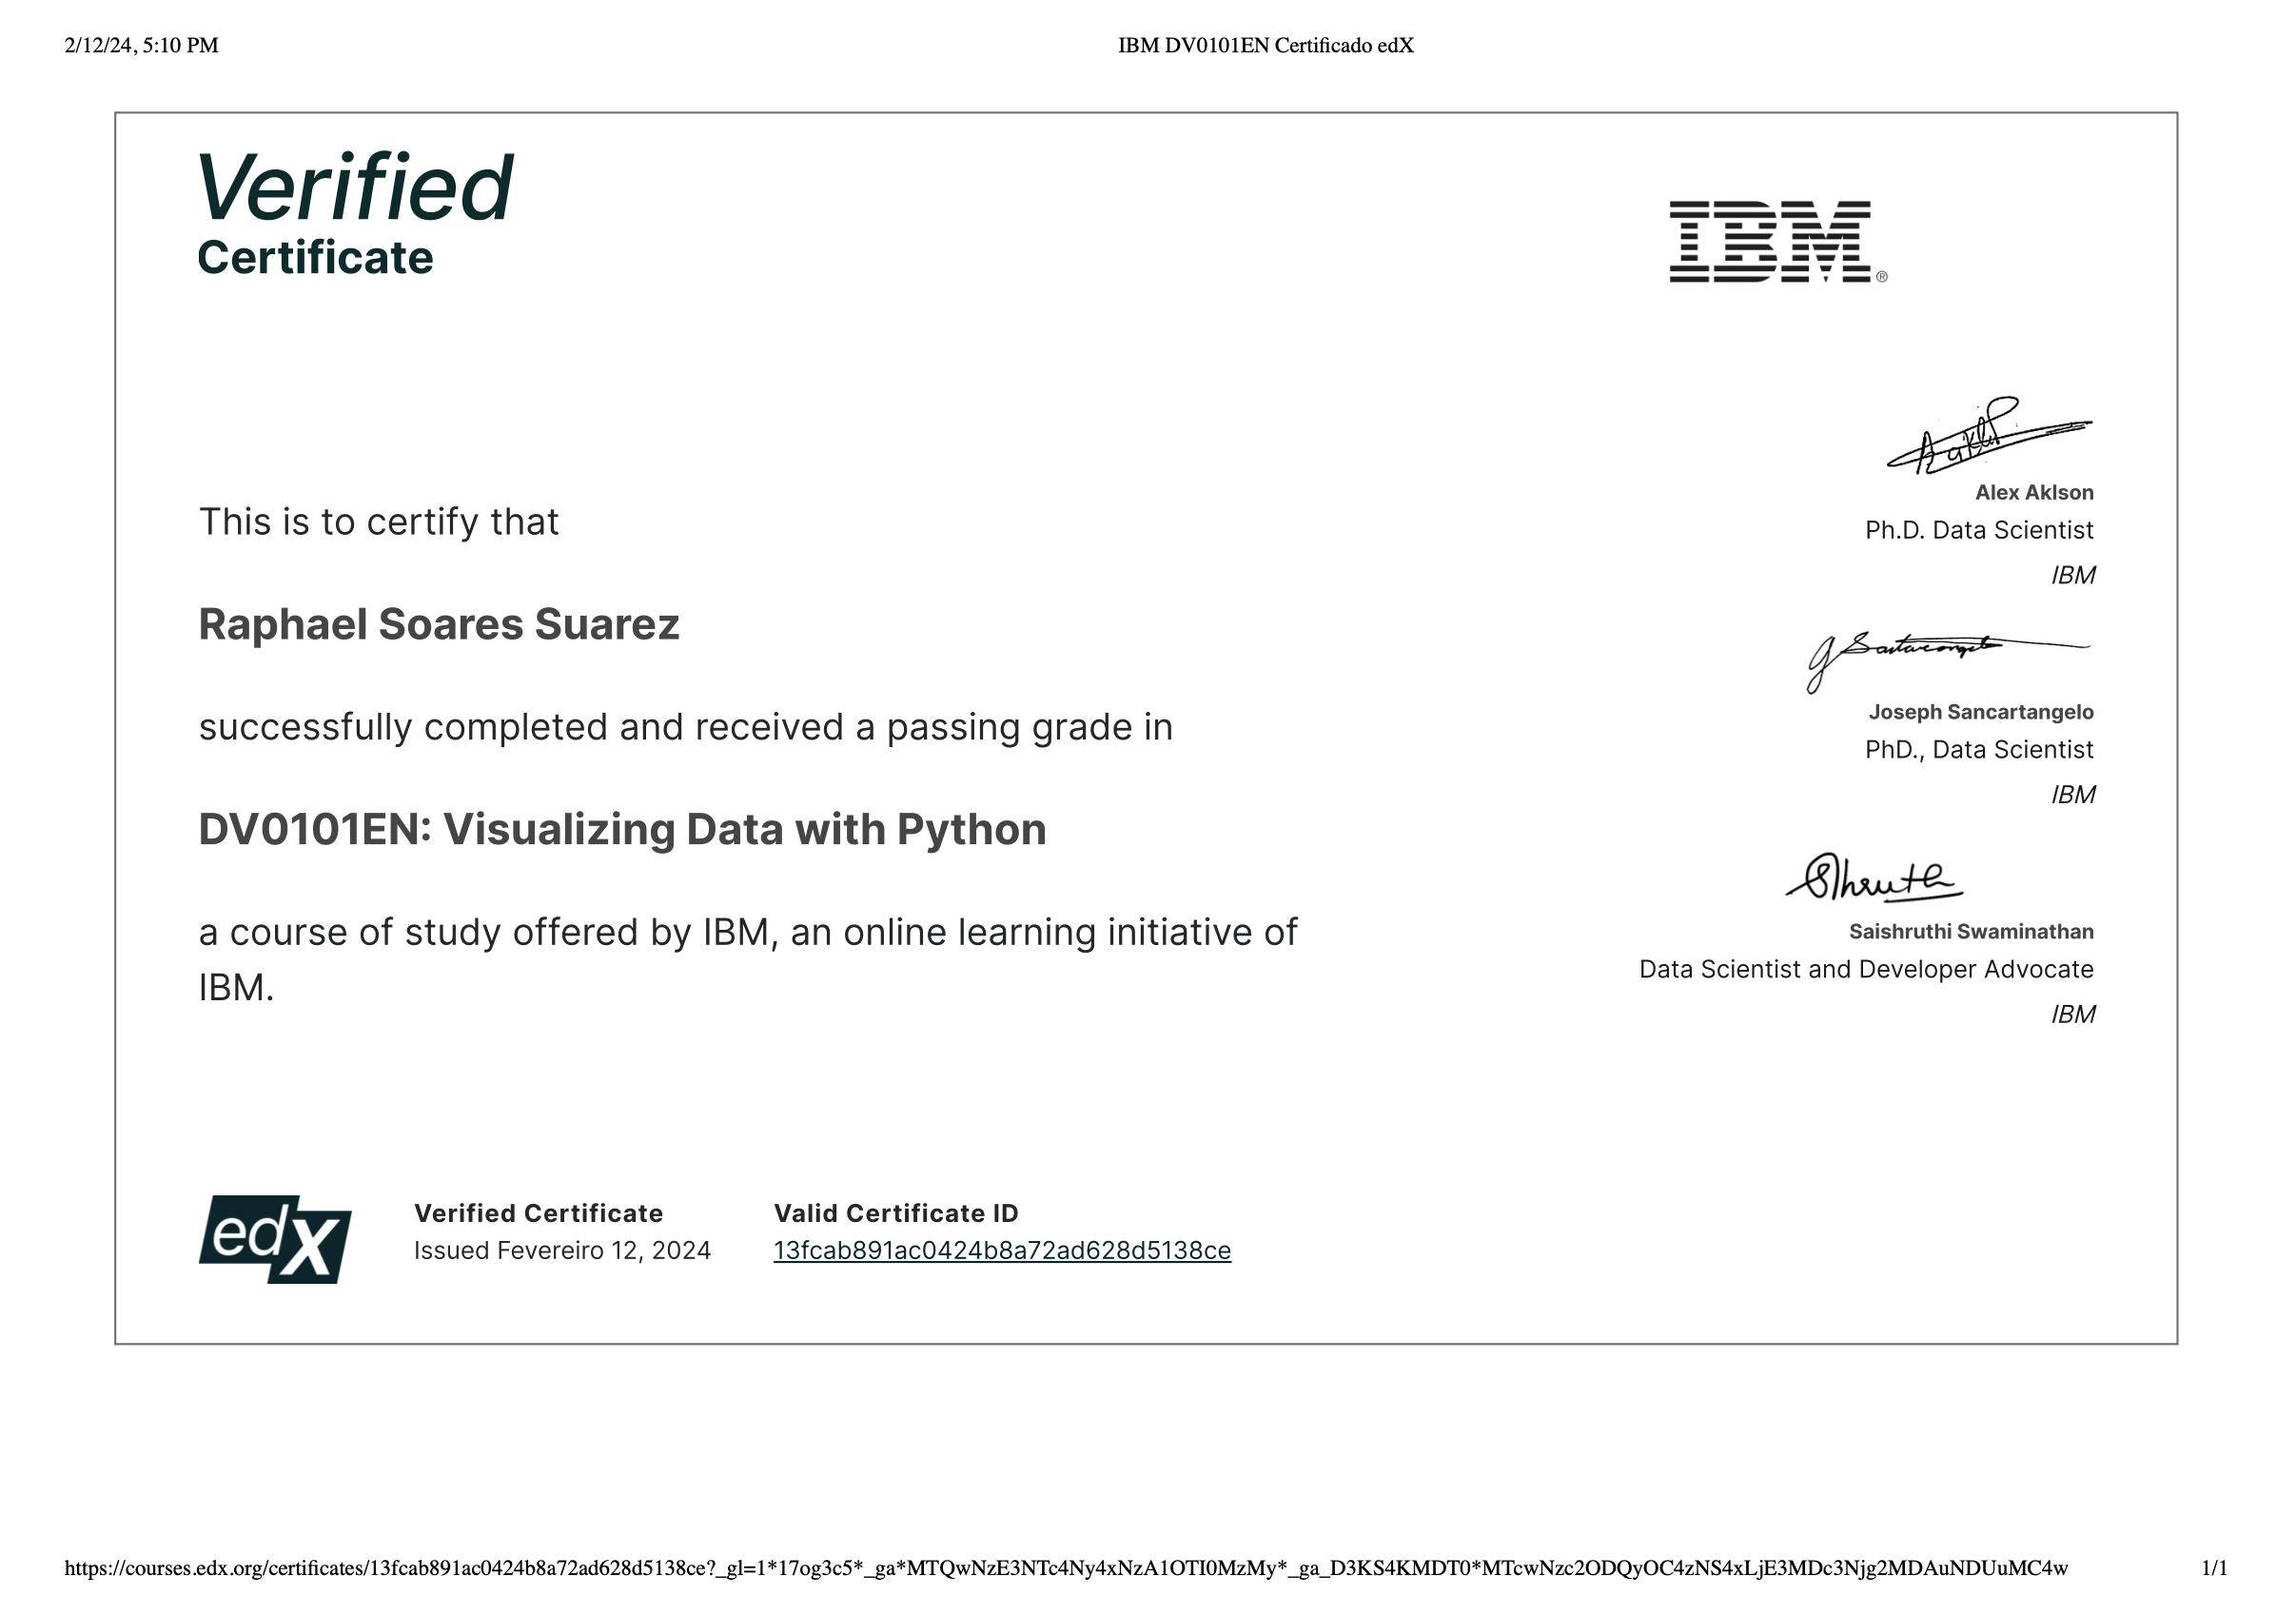 2/12/24, 5:10 PM
IBM DV0101EN Certificado edX
Verified
Certificate
IBM®
This is to certify that
Raphael Soares Suarez
successfully completed and received a passing grade in
DV0101EN: Visualizing Data with Python
a course of study offered by IBM, an online learning initiative of
IBM.
Alex Aklson
Ph.D. Data Scientist
IBM
Joseph Sancartangelo
PhD., Data Scientist
IBM
Saishruthi Swaminathan
Data Scientist and Developer Advocate
IBM
edX
Verified Certificate
Issued Fevereiro 12, 2024
Valid Certificate ID
13fcab891ac0424b8a72ad628d5138ce
https://courses.edx.org/certificates/13fcab891ac0424b8a72ad628d5138ce?_gl=1*17og3c5*_ga*MTQwNzE3NTc4Ny4xNzA1OTI0MzMy*_ga_D3KS4KMDT0*MTcwNzc2ODQyOC4zNS4xLjE3MDc3Njg2MDAuNDUuMC4w
1/1